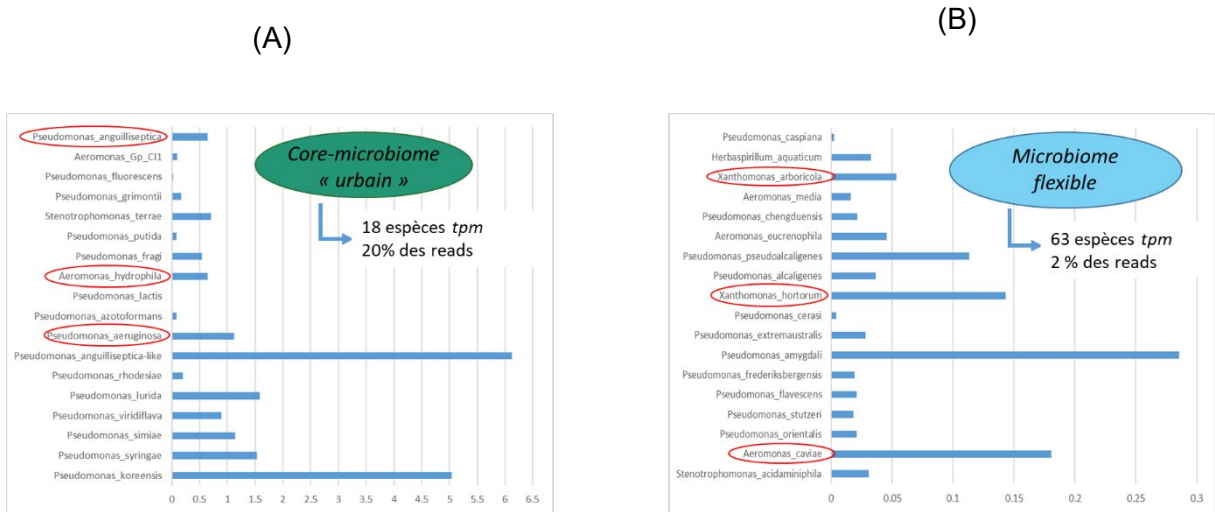 (A)
Pseudomonas_anguilliseptica
Aeromonas_Gp_CI1
Pseudomonas_fluorescens
Pseudomonas_grimontii
Stenotrophomonas_terrae
Pseudomonas_putida
Pseudomonas_fragi
Aeromonas_hydrophila
Pseudomonas_lactis
Pseudomonas_azotoformans
Pseudomonas_aeruginosa
Pseudomonas_anguilliseptica-like
Pseudomonas_rhodesiae
Pseudomonas_lurida
Pseudomonas_viridiflava
Pseudomonas_simiae
Pseudomonas_syringae
Pseudomonas_koreensis
0 0.5 1 1.5 2 2.5 3 3.5 4 4.5 5 5.5 6 6.5
Core-microbiome
« urbain »
18 espèces tpm
20% des reads
(B)
Pseudomonas_caspiana
Herbaspirillum_aquaticum
Xanthomonas_arboricola
Aeromonas_media
Pseudomonas_chengduensis
Aeromonas_eucrenophila
Pseudomonas_pseudoalcaligenes
Pseudomonas_alcaligenes
Xanthomonas_hortorum
Pseudomonas_cerasi
Pseudomonas_extremaustralis
Pseudomonas_amygdali
Pseudomonas_frederiksbergensis
Pseudomonas_flavescens
Pseudomonas_stutzeri
Pseudomonas_orientalis
Aeromonas_caviae
Stenotrophomonas_acidaminiphila
0 0.05 0.1 0.15 0.2 0.25 0.3
Microbiome
flexible
63 espèces tpm
2 % des reads